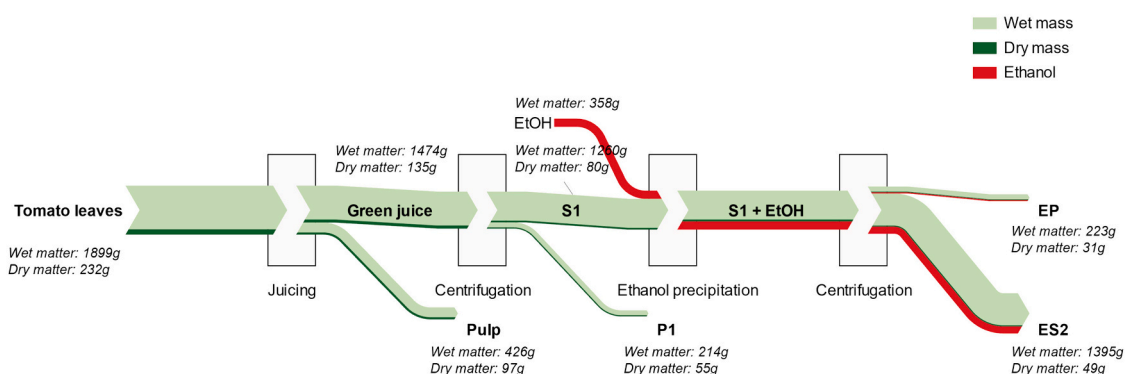 Wet mass
Dry mass
Ethanol
Wet matter: 358g
EtOH
Wet matter: 1474g
Dry matter: 135g
Wet matter: 1260g
Dry matter: 80g
Tomato leaves
Green juice
S1
S1 + EtOH
EP
Wet matter: 223g
Dry matter: 31g
Wet matter: 1899g
Dry matter: 232g
Juicing
Centrifugation
Ethanol precipitation
Centrifugation
Pulp
Wet matter: 426g
Dry matter: 97g
P1
Wet matter: 214g
Dry matter: 55g
ES2
Wet matter: 1395g
Dry matter: 49g